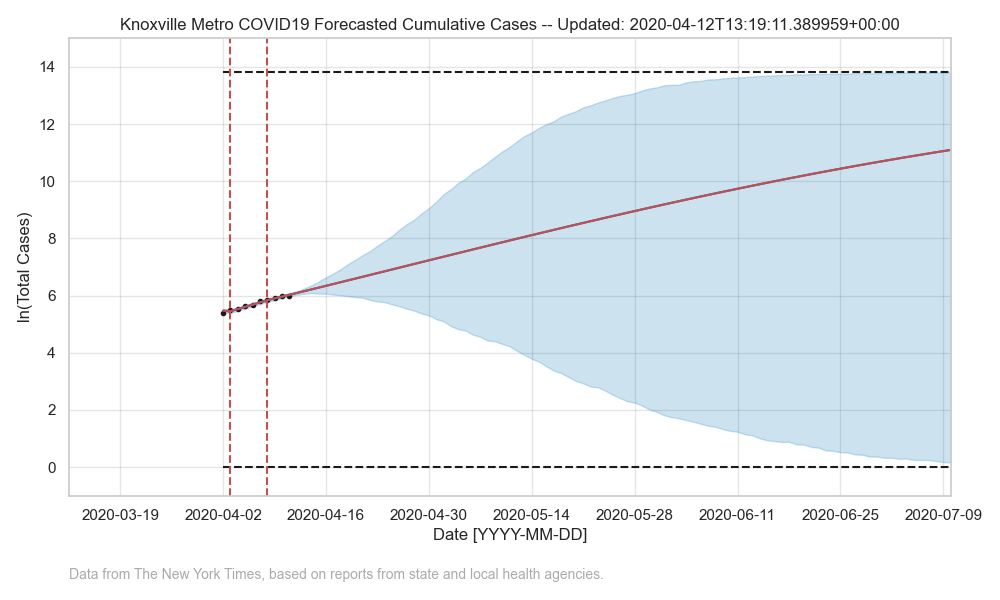 Knoxville Metro COVID19 Forecasted Cumulative Cases -- Updated: 2020-04-12T13:19:11.389959+00:00
ln(Total Cases)
14
12
10
8
6
4
2
0
2020-03-19 2020-04-02 2020-04-16 2020-04-30 2020-05-14 2020-05-28 2020-06-11 2020-06-25 2020-07-09
Date [YYYY-MM-DD]
Data from The New York Times, based on reports from state and local health agencies.